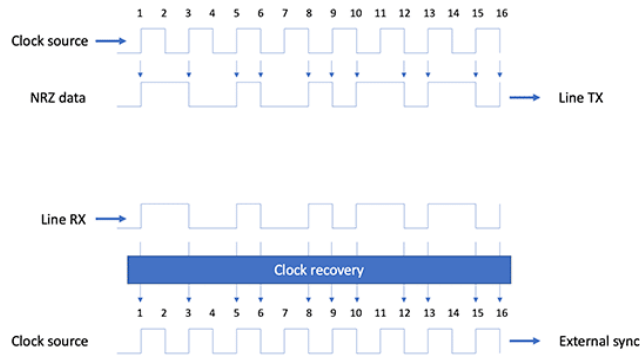 1 2 3 4 5 6 7 8 9 10 11 12 13 14 15 16
Clock source
NRZ data
Line TX
Line RX
Clock recovery
1 2 3 4 5 6 7 8 9 10 11 12 13 14 15 16
Clock source
External sync